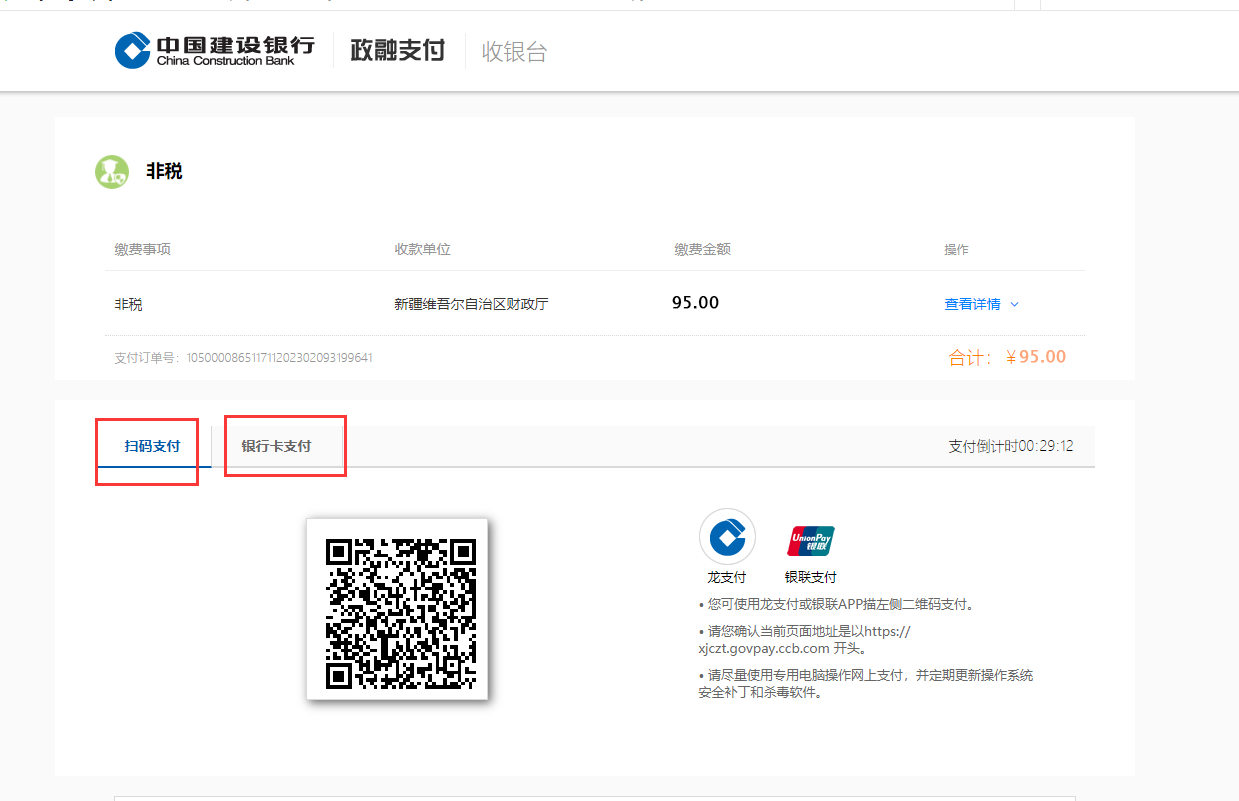 中国建设银行
China Construction Bank
政融支付
收银台
非税
缴费事项 收款单位 缴费金额 操作
非税 新疆维吾尔自治区财政厅 95.00 查看详情
支付订单号：105000086511711202302093199641 合计：￥95.00
扫码支付 银行卡支付 支付倒计时00:29:12
UnionPay
银联
龙支付 银联支付
• 您可使用龙支付或银联APP描左侧二维码支付。
• 请您确认当前页面地址是以https://
xjczt.govpay.ccb.com 开头。
• 请尽量使用专用电脑操作网上支付，并定期更新操作系统
安全补丁和杀毒软件。